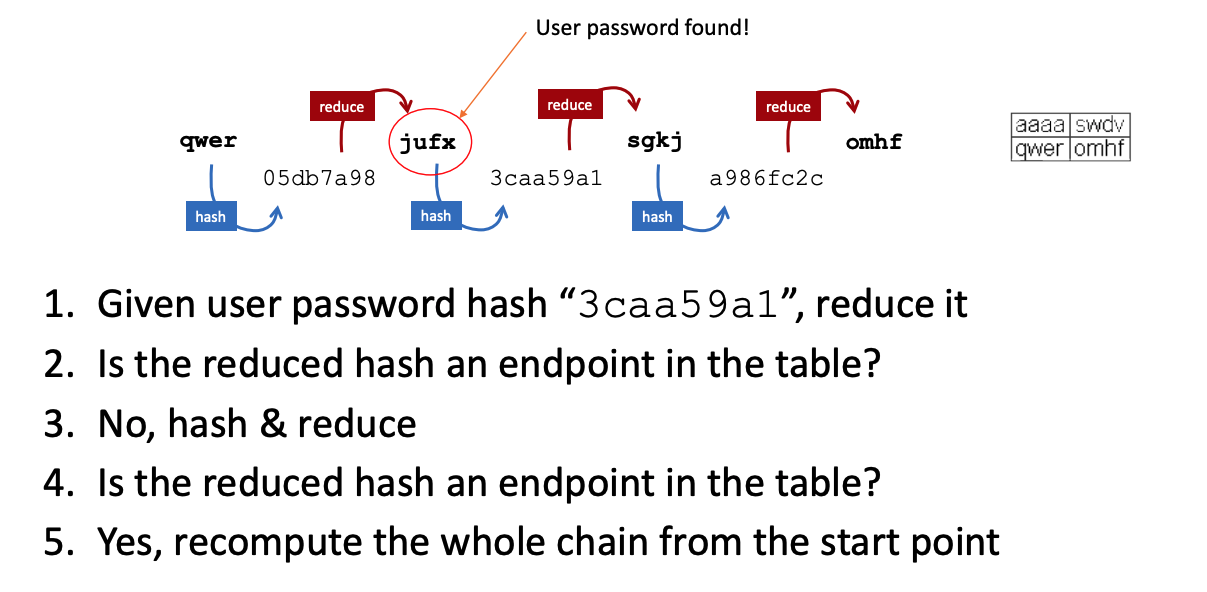 User password found!
reduce reduce reduce
qwer jufx sgkj omhf
05db7a98 3caa59a1 a986fc2c
hash hash hash
aaaa swdv
qwer omhf
1. Given user password hash “3caa59a1”, reduce it
2. Is the reduced hash an endpoint in the table?
3. No, hash & reduce
4. Is the reduced hash an endpoint in the table?
5. Yes, recompute the whole chain from the start point